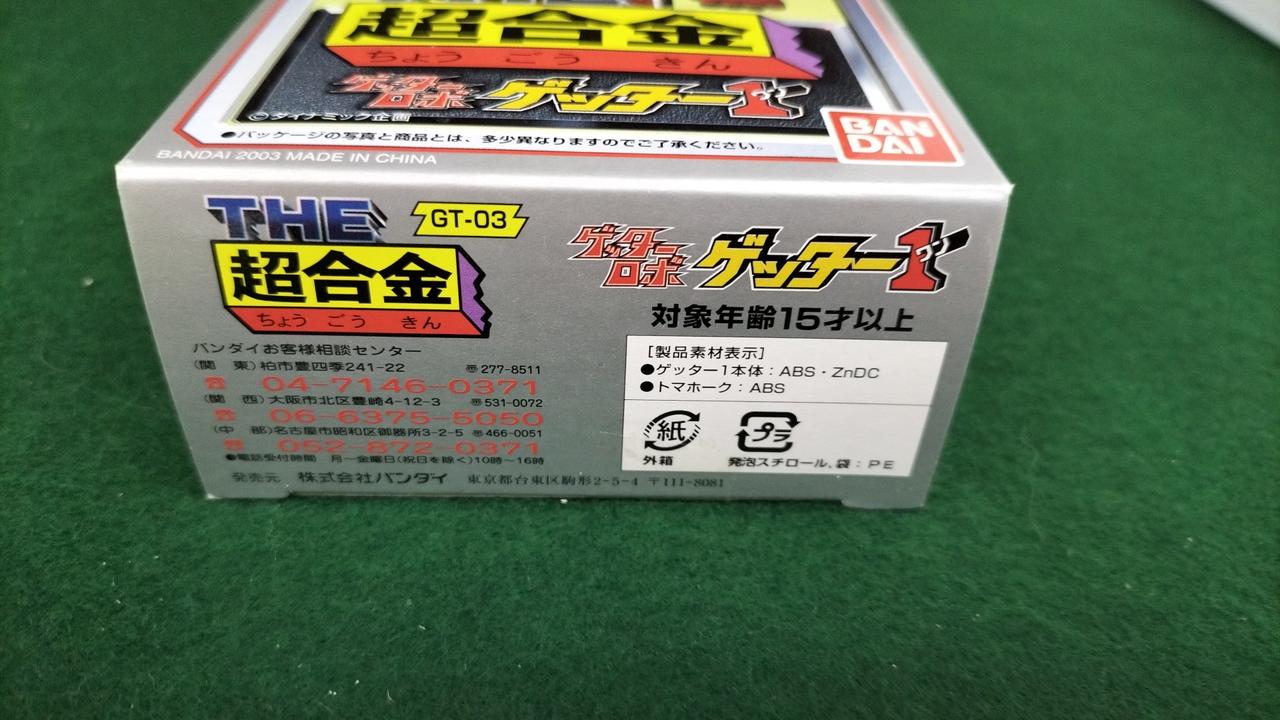 超合金
ちょう ごう きん
ゲッターロボ ゲッター1 ワン
©ダイナミック企画
●パッケージの写真と商品とは、多少異なりますのでご了承ください。
BANDAI
BANDAI 2003 MADE IN CHINA
THE GT-03
超合金
ちょう ごう きん
バンダイお客様相談センター
(関 東)柏市豊四季241-22 〠277-8511
☎ 04-7146-0371
(関 西)大阪市北区豊崎4-12-3 〠531-0072
☎ 06-6375-5050
(中 部)名古屋市昭和区御器所3-2-5 〠466-0051
☎ 052-872-0371
●電話受付時間 月〜金曜日(祝日を除く)10時〜16時
発売元 株式会社バンダイ 東京都台東区駒形2-5-4 〒111-8081
ゲッターロボ ゲッター1 ワン
対象年齢15才以上
[製品素材表示]
●ゲッター1本体：ABS・ZnDC
●トマホーク：ABS
紙 プラ
外箱 発泡スチロール、袋：PE